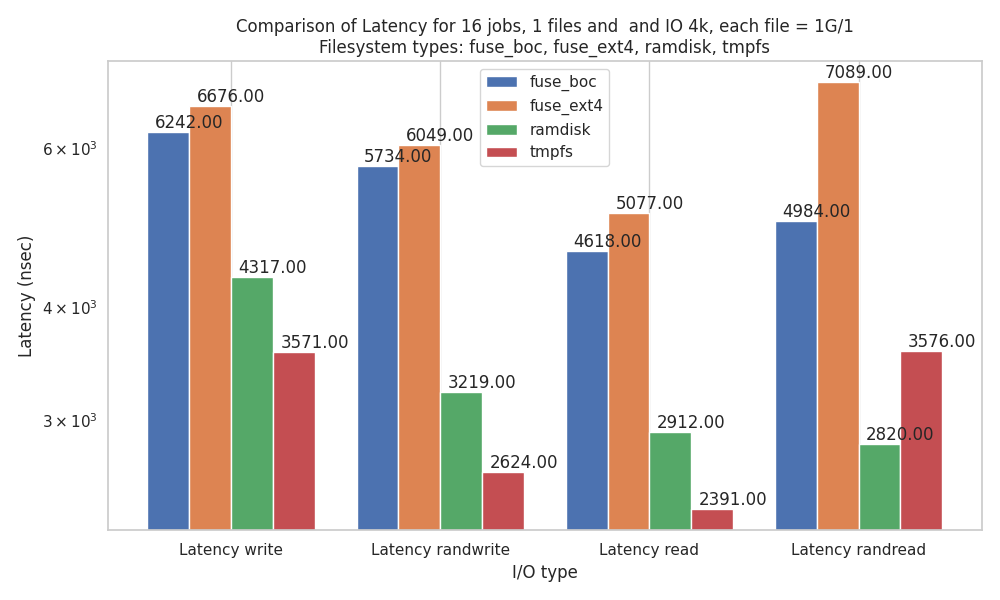 Comparison of Latency for 16 jobs, 1 files and  and IO 4k, each file = 1G/1
Filesystem types: fuse_boc, fuse_ext4, ramdisk, tmpfs
fuse_boc
fuse_ext4
ramdisk
tmpfs
Latency (nsec)
6 × 10³
4 × 10³
3 × 10³
6242.00
6676.00
4317.00
3571.00
5734.00
6049.00
3219.00
2624.00
4618.00
5077.00
2912.00
2391.00
4984.00
7089.00
2820.00
3576.00
Latency write
Latency randwrite
Latency read
Latency randread
I/O type